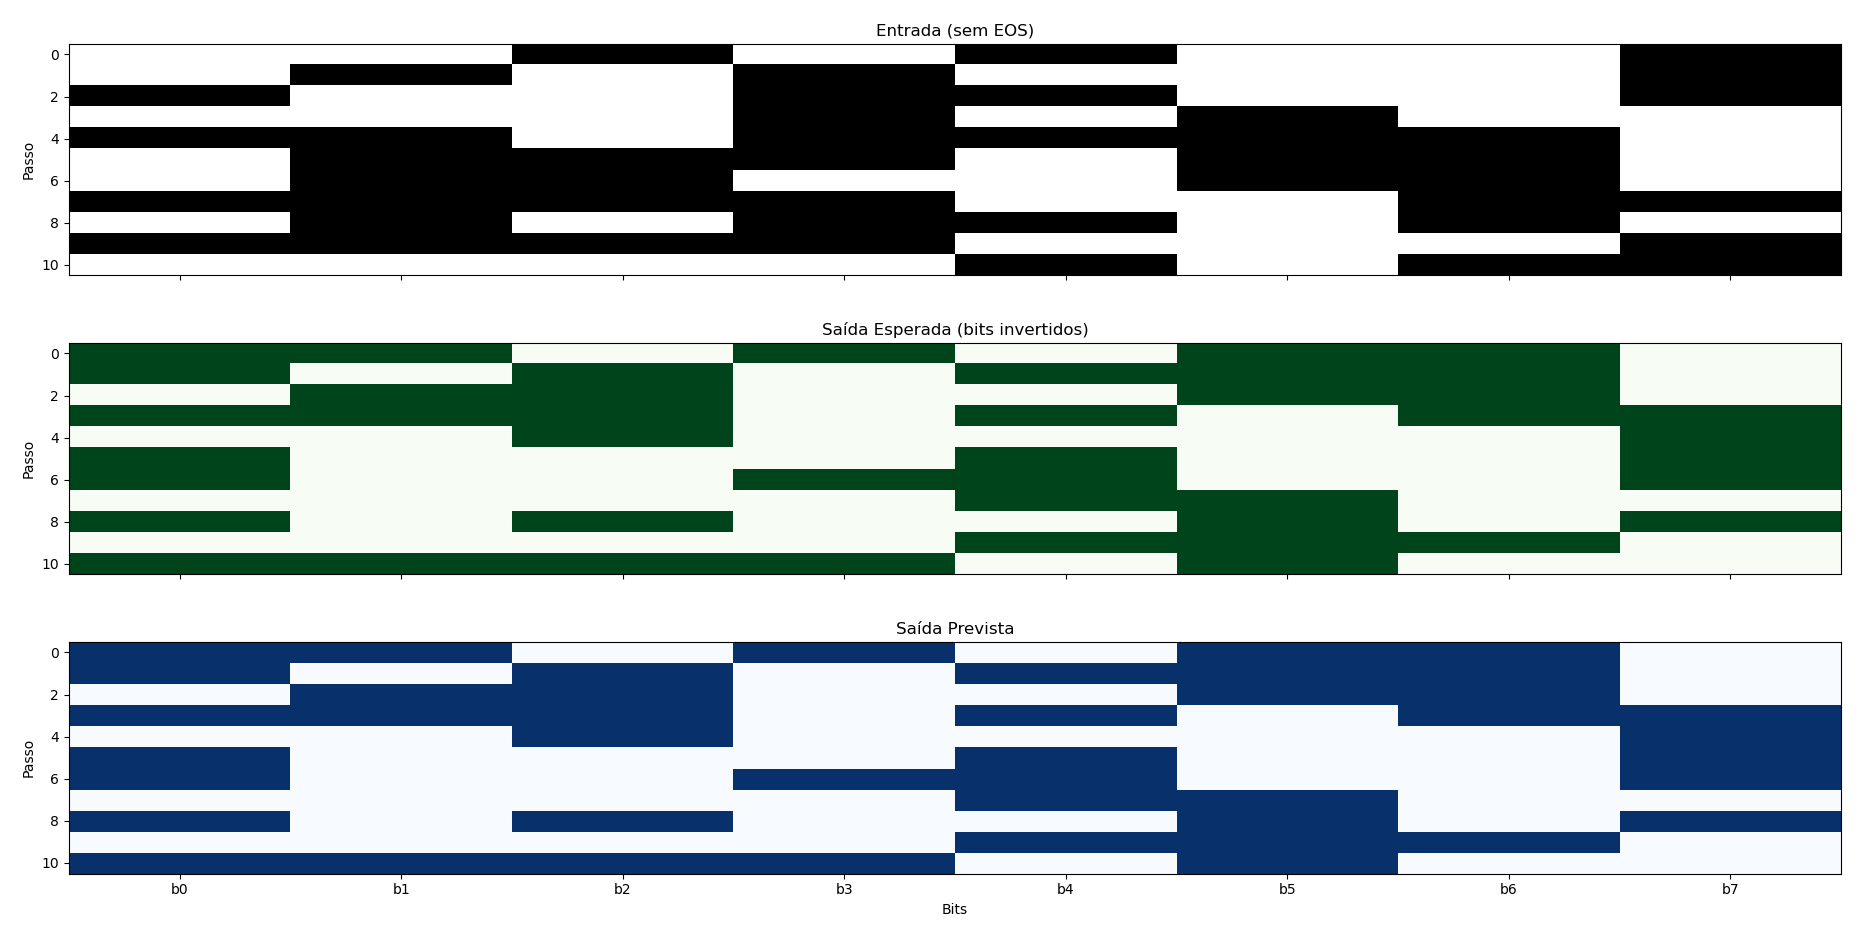 Entrada (sem EOS)
0
2
4
6
8
10
Passo
Saída Esperada (bits invertidos)
0
2
4
6
8
10
Passo
Saída Prevista
0
2
4
6
8
10
Passo
b0 b1 b2 b3 b4 b5 b6 b7
Bits